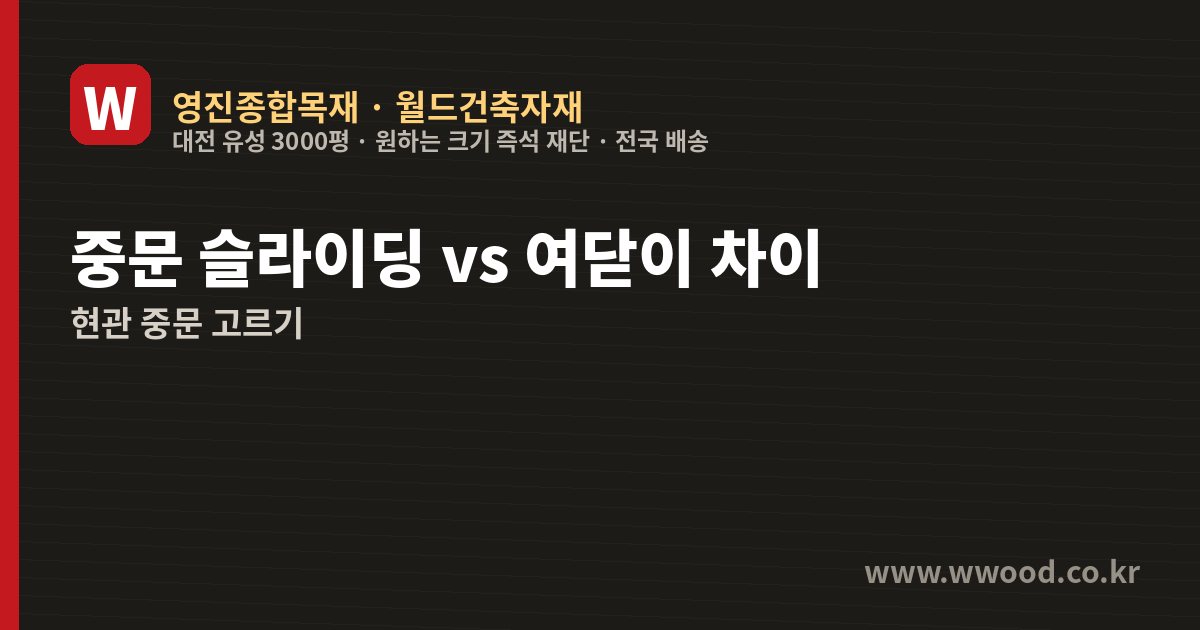 W
영진종합목재 · 월드건축자재
대전 유성 3000평 · 원하는 크기 즉석 재단 · 전국 배송
중문 슬라이딩 vs 여닫이 차이
현관 중문 고르기
www.wwood.co.kr